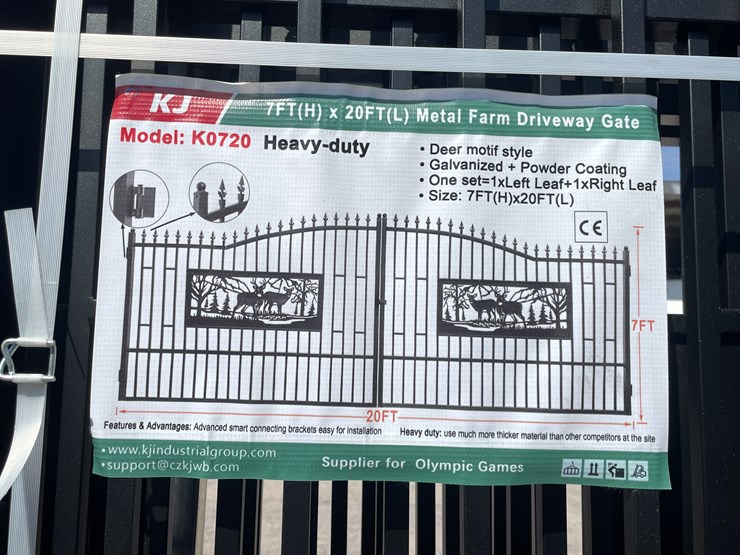 KJ 7FT(H) x 20FT(L) Metal Farm Driveway Gate
Model: K0720 Heavy-duty
• Deer motif style
• Galvanized + Powder Coating
• One set=1xLeft Leaf+1xRight Leaf
• Size: 7FT(H)x20FT(L)
CE
7FT
20FT
Features & Advantages: Advanced smart connecting brackets easy for installation Heavy duty: use much more thicker material than other competitors at the site
• www.kjindustrialgroup.com
• support@czkjwb.com
Supplier for Olympic Games